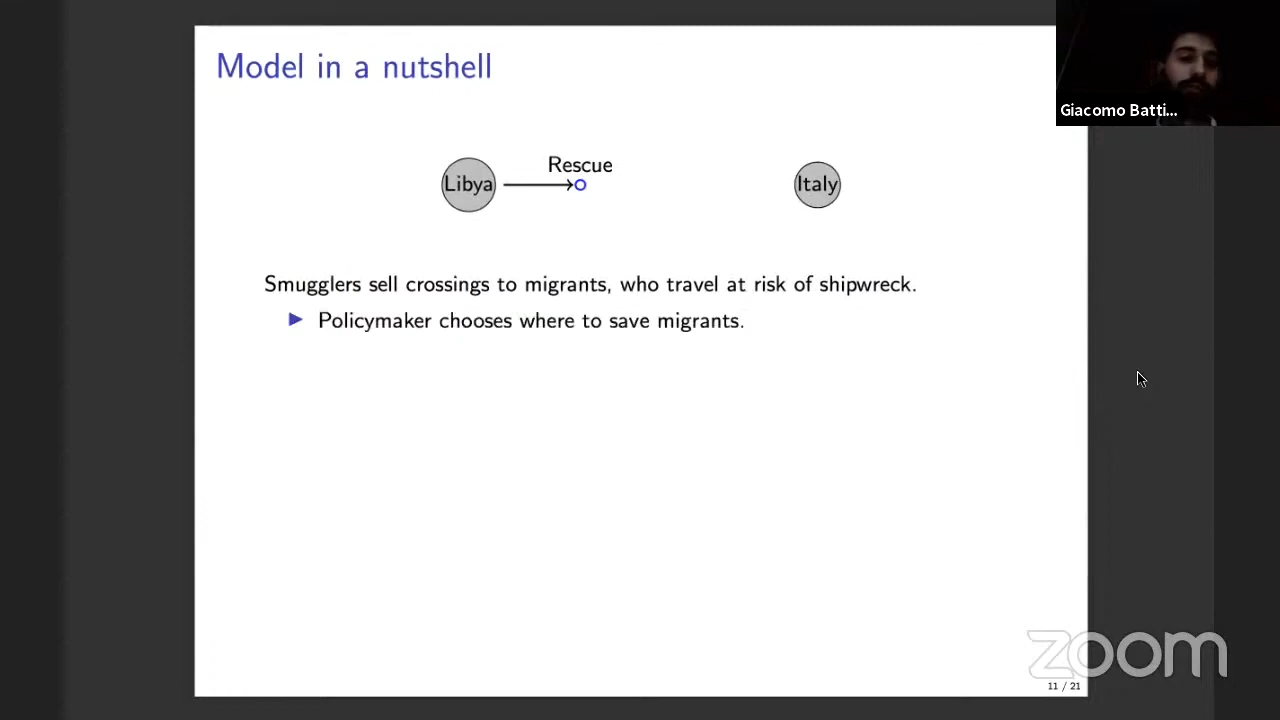 Model in a nutshell
Giacomo Batti...
Rescue
Libya
Italy
Smugglers sell crossings to migrants, who travel at risk of shipwreck.
Policymaker chooses where to save migrants.
zoom
11 / 21